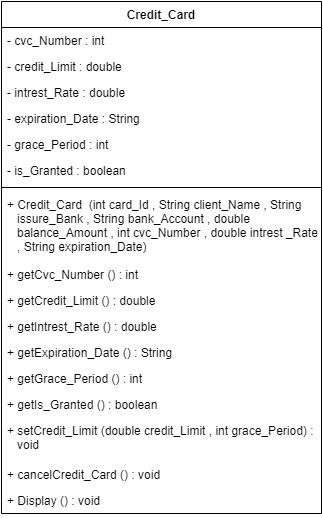 Credit_Card
- cvc_Number : int
- credit_Limit : double
- intrest_Rate : double
- expiration_Date : String
- grace_Period : int
- is_Granted : boolean
+ Credit_Card  (int card_Id , String client_Name , String
issure_Bank , String bank_Account , double
balance_Amount , int cvc_Number , double intrest _Rate
, String expiration_Date)
+ getCvc_Number () : int
+ getCredit_Limit () : double
+ getIntrest_Rate () : double
+ getExpiration_Date () : String
+ getGrace_Period () : int
+ getIs_Granted () : boolean
+ setCredit_Limit (double credit_Limit , int grace_Period) :
void
+ cancelCredit_Card () : void
+ Display () : void